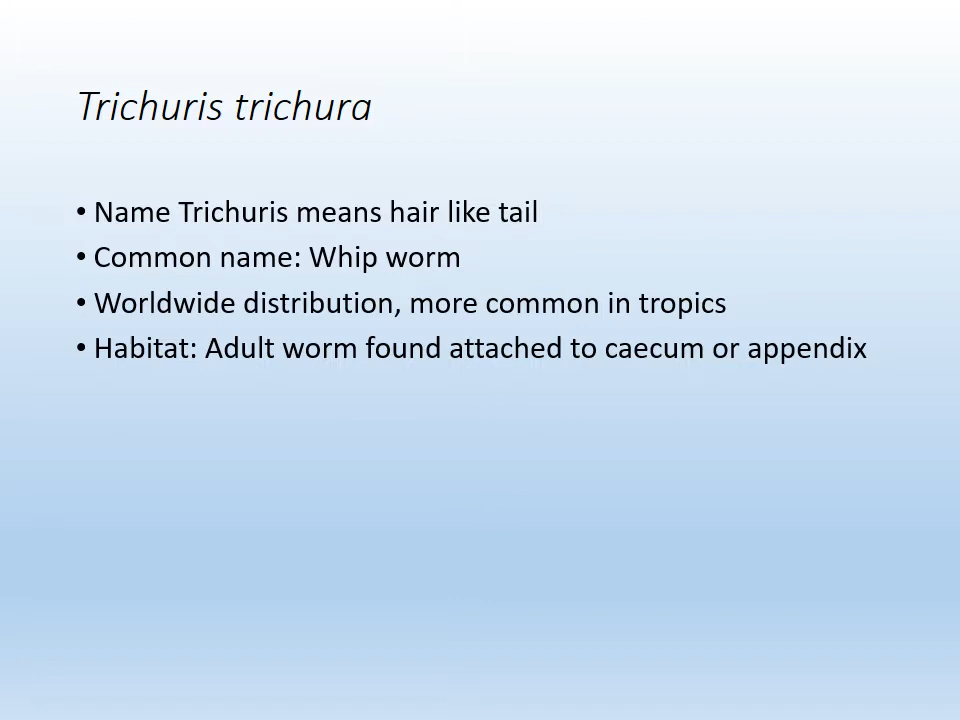 Trichuris trichura
• Name Trichuris means hair like tail
• Common name: Whip worm
• Worldwide distribution, more common in tropics
• Habitat: Adult worm found attached to caecum or appendix